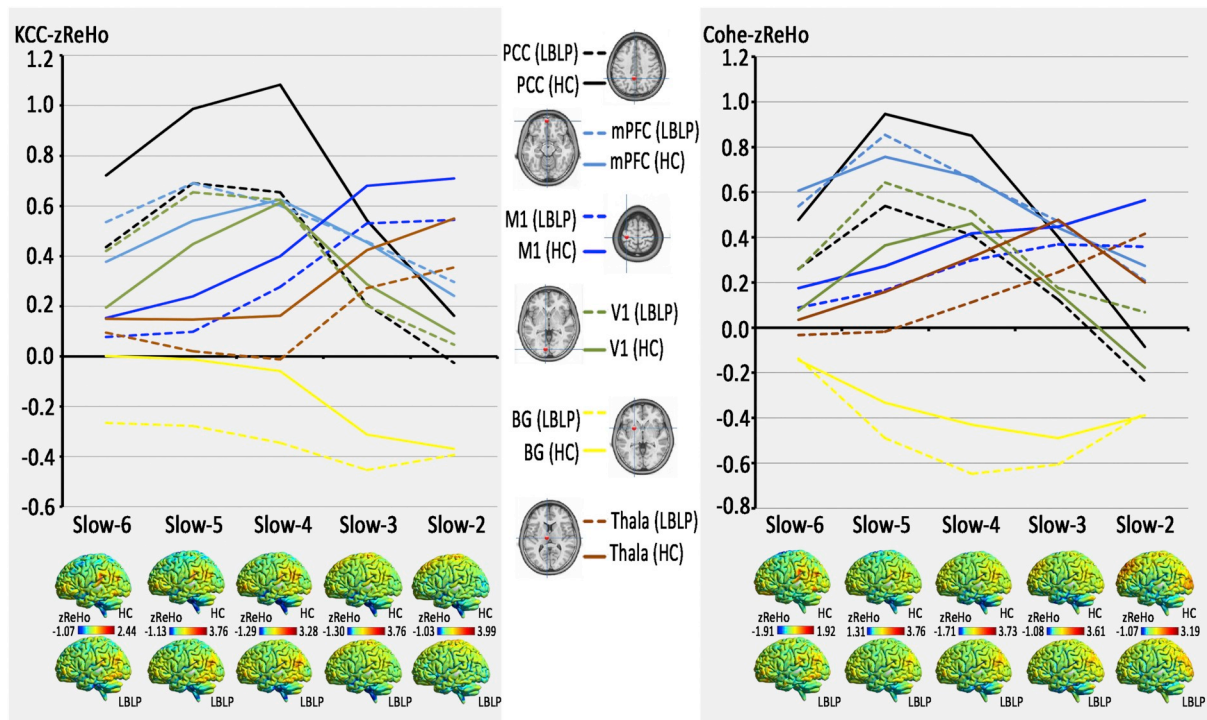 KCC-zReHo
1.2
1.0
0.8
0.6
0.4
0.2
0.0
-0.2
-0.4
-0.6
Slow-6 Slow-5 Slow-4 Slow-3 Slow-2
HC HC HC HC HC
zReHo zReHo zReHo zReHo zReHo
-1.07 2.44 -1.13 3.76 -1.29 3.28 -1.30 3.76 -1.03 3.99
LBLP LBLP LBLP LBLP LBLP
PCC (LBLP)
PCC (HC)
mPFC (LBLP)
mPFC (HC)
M1 (LBLP)
M1 (HC)
V1 (LBLP)
V1 (HC)
BG (LBLP)
BG (HC)
Thala (LBLP)
Thala (HC)
Cohe-zReHo
1.2
1.0
0.8
0.6
0.4
0.2
0.0
-0.2
-0.4
-0.6
-0.8
Slow-6 Slow-5 Slow-4 Slow-3 Slow-2
HC HC HC HC HC
zReHo zReHo zReHo zReHo zReHo
-1.91 1.92 1.31 3.76 -1.71 3.73 -1.08 3.61 -1.07 3.19
LBLP LBLP LBLP LBLP LBLP